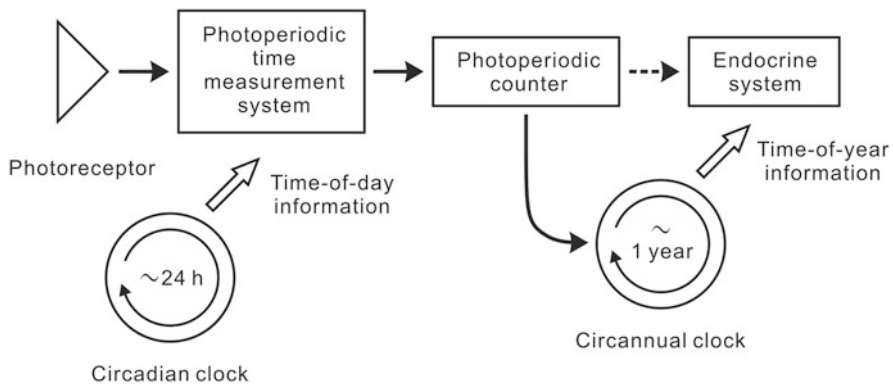 Photoperiodic
time
measurement
system
Photoperiodic
counter
Endocrine
system
Photoreceptor
Time-of-day
information
Time-of-year
information
~24 h
~
1 year
Circadian clock
Circannual clock